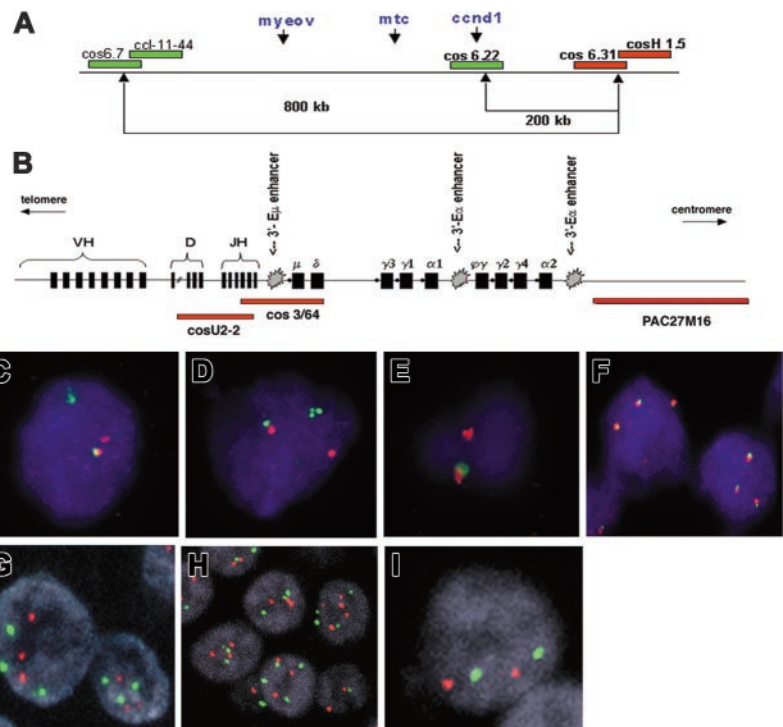 A
myeov mtc ccnd1
cos6.7 ccl-11-44 cos 6.22 cos 6.31 cosH 1.5
800 kb
200 kb
B
telomere
3'- Eμ enhancer
3'-Eα enhancer
3'-Eα enhancer
centromere
VH D JH μ δ γ3 γ1 α1 φγ γ2 γ4 α2
cos 3/64
cosU2-2
PAC27M16
C D E F
G H I